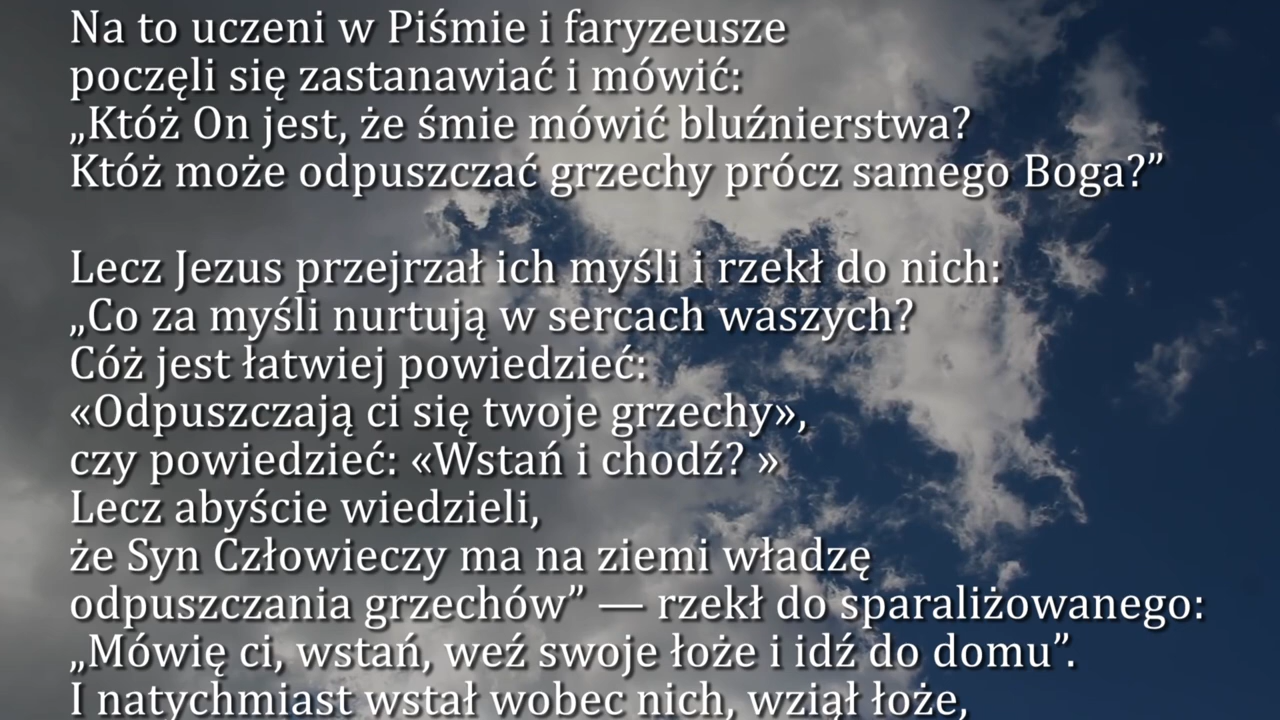 Na to uczeni w Piśmie i faryzeusze
poczęli się zastanawiać i mówić:
„Któż On jest, że śmie mówić bluźnierstwa?
Któż może odpuszczać grzechy prócz samego Boga?”
Lecz Jezus przejrzał ich myśli i rzekł do nich:
„Co za myśli nurtują w sercach waszych?
Cóż jest łatwiej powiedzieć:
«Odpuszczają ci się twoje grzechy»,
czy powiedzieć: «Wstań i chodź? »
Lecz abyście wiedzieli,
że Syn Człowieczy ma na ziemi władzę
odpuszczania grzechów” — rzekł do sparaliżowanego:
„Mówię ci, wstań, weź swoje łoże i idź do domu”.
I natychmiast wstał wobec nich, wziął łoże,